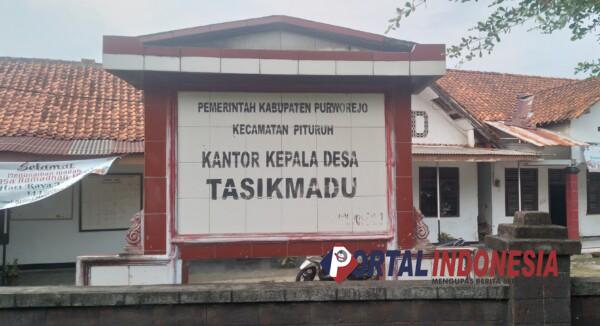 PEMERINTAH KABUPATEN PURWOREJO
KECAMATAN PITURUH
KANTOR KEPALA DESA
TASIKMADU
Selamat
PORTAL INDONESIA
MENGUPAS BERITA